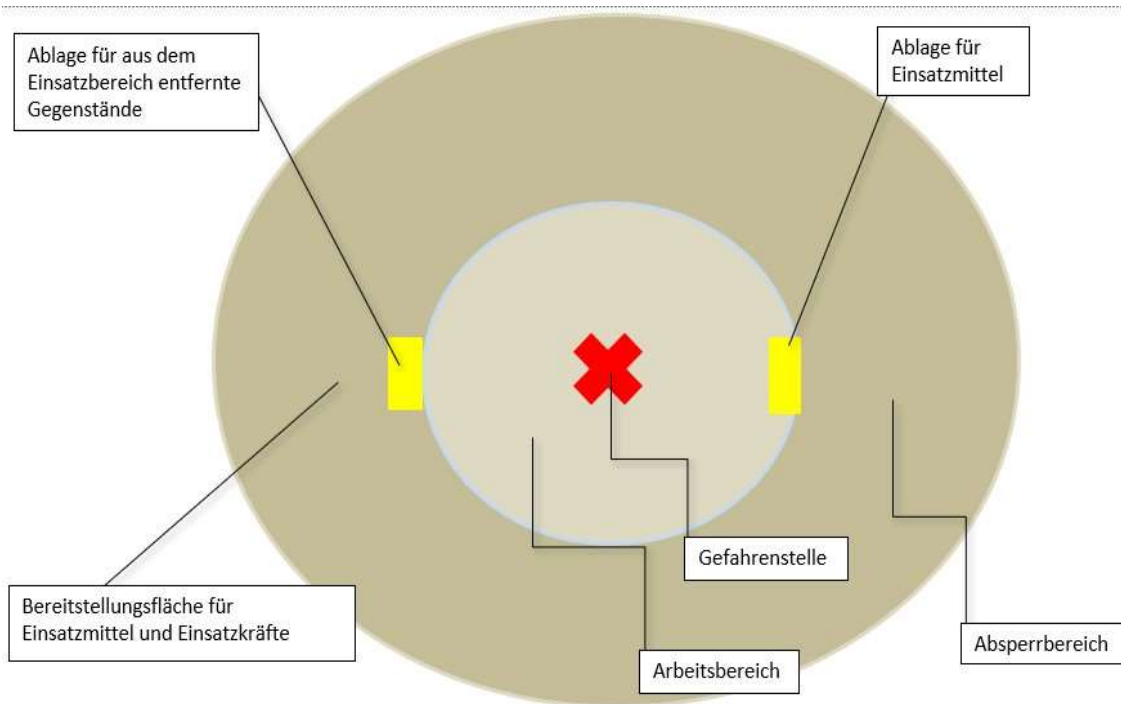 Ablage für aus dem
Einsatzbereich entfernte
Gegenstände
Ablage für
Einsatzmittel
Gefahrenstelle
Bereitstellungsfläche für
Einsatzmittel und Einsatzkräfte
Absperrbereich
Arbeitsbereich